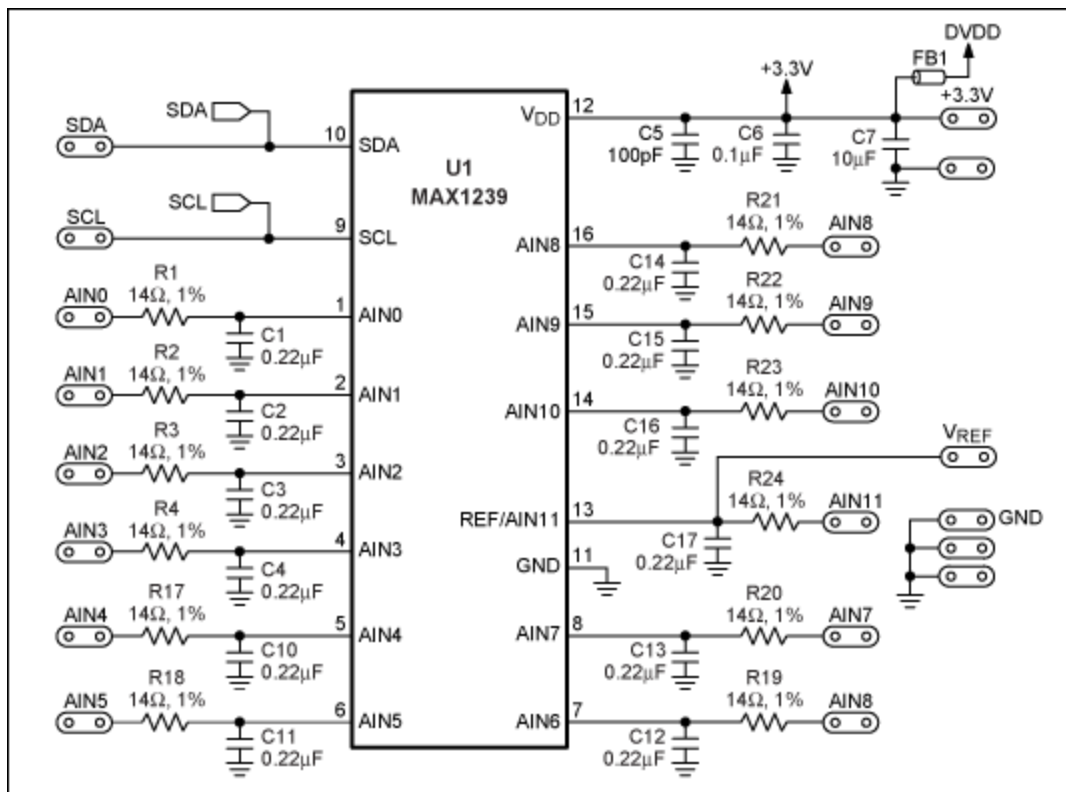 DVDD
FB1
+3.3V
+3.3V
SDA
SDA
10
SDA
VDD
12
C5
100pF
C6
0.1μF
C7
10μF
U1
MAX1239
SCL
SCL
9
SCL
R21
14Ω, 1%
AIN8
AIN8
16
C14
0.22μF
AIN0
R1
14Ω, 1%
1
AIN0
C1
0.22μF
R22
14Ω, 1%
AIN9
AIN9
15
C15
0.22μF
AIN1
R2
14Ω, 1%
2
AIN1
C2
0.22μF
R23
14Ω, 1%
AIN10
AIN10
14
C16
0.22μF
AIN2
R3
14Ω, 1%
3
AIN2
C3
0.22μF
VREF
AIN3
R4
14Ω, 1%
4
AIN3
C4
0.22μF
REF/AIN11
13
R24
14Ω, 1%
AIN11
C17
0.22μF
GND
GND
11
AIN4
R17
14Ω, 1%
5
AIN4
C10
0.22μF
AIN7
8
R20
14Ω, 1%
AIN7
C13
0.22μF
AIN5
R18
14Ω, 1%
6
AIN5
C11
0.22μF
AIN6
7
R19
14Ω, 1%
AIN8
C12
0.22μF